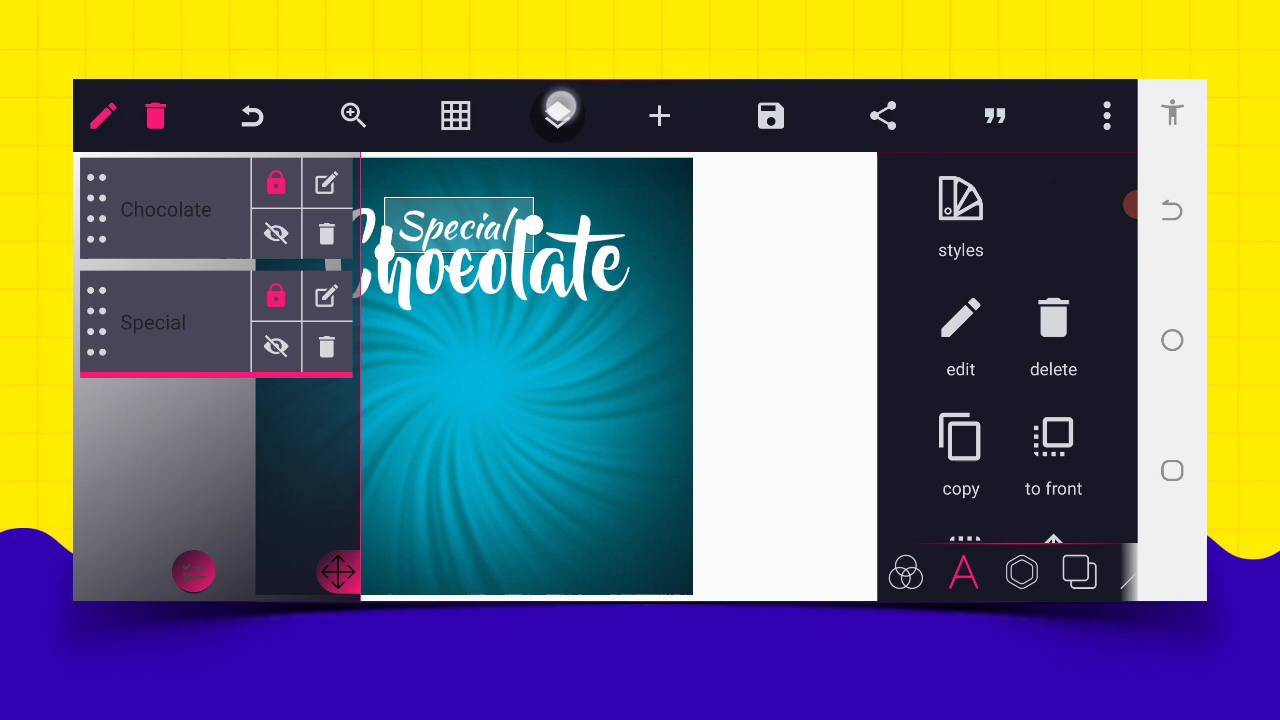 Chocolate
Special
Special
Chocolate
styles
edit
delete
copy
to front